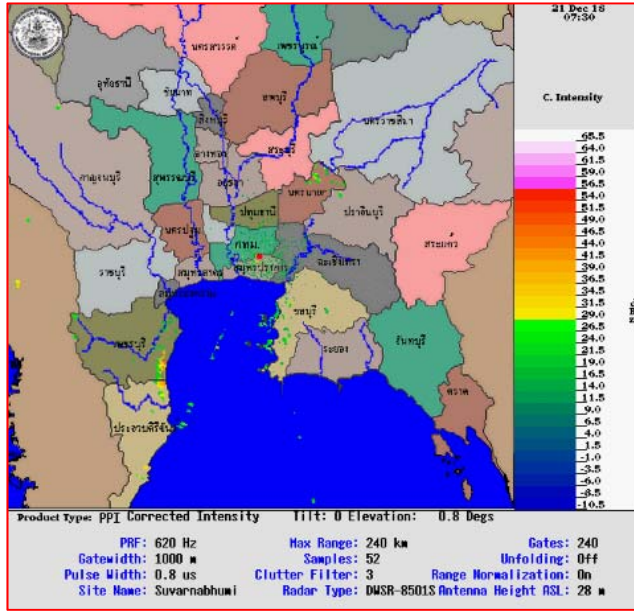 21 Dec 16
07:30
นครสวรรค์
เพชรบูรณ์
อุทัยธานี
ชัยนาท
ลพบุรี
C. Intensity
สิงห์บุรี
นครราชสีมา
อ่างทอง
สระบุรี
65.5
64.0
61.5
59.0
56.5
54.0
51.5
49.0
46.5
44.0
41.5
39.0
36.5
34.0
31.5
29.0
26.5
24.0
21.5
19.0
16.5
14.0
11.5
9.0
6.5
4.0
1.5
-1.0
-3.5
-6.0
-8.5
-10.5
กาญจนบุรี
สุพรรณบุรี
อยุธยา
นครนายก
ปราจีนบุรี
ปทุมธานี
นครปฐม
กทม.
สระแก้ว
ราชบุรี
สมุทรสาคร
สมุทรปราการ
ฉะเชิงเทรา
สมุทรสงคราม
ชลบุรี
เพชรบุรี
ระยอง
จันทบุรี
ตราด
ประจวบคีรีขันธ์
Product Type: PPI Corrected Intensity Tilt: 0 Elevation: 0.8 Degs
PRF: 620 Hz Max Range: 240 km Gates: 240
Gatewidth: 1000 m Samples: 52 Unfolding: Off
Pulse Width: 0.8 us Clutter Filter: 3 Range Normalization: On
Site Name: Suvarnabhumi Radar Type: DWSR-8501S Antenna Height ASL: 28 m